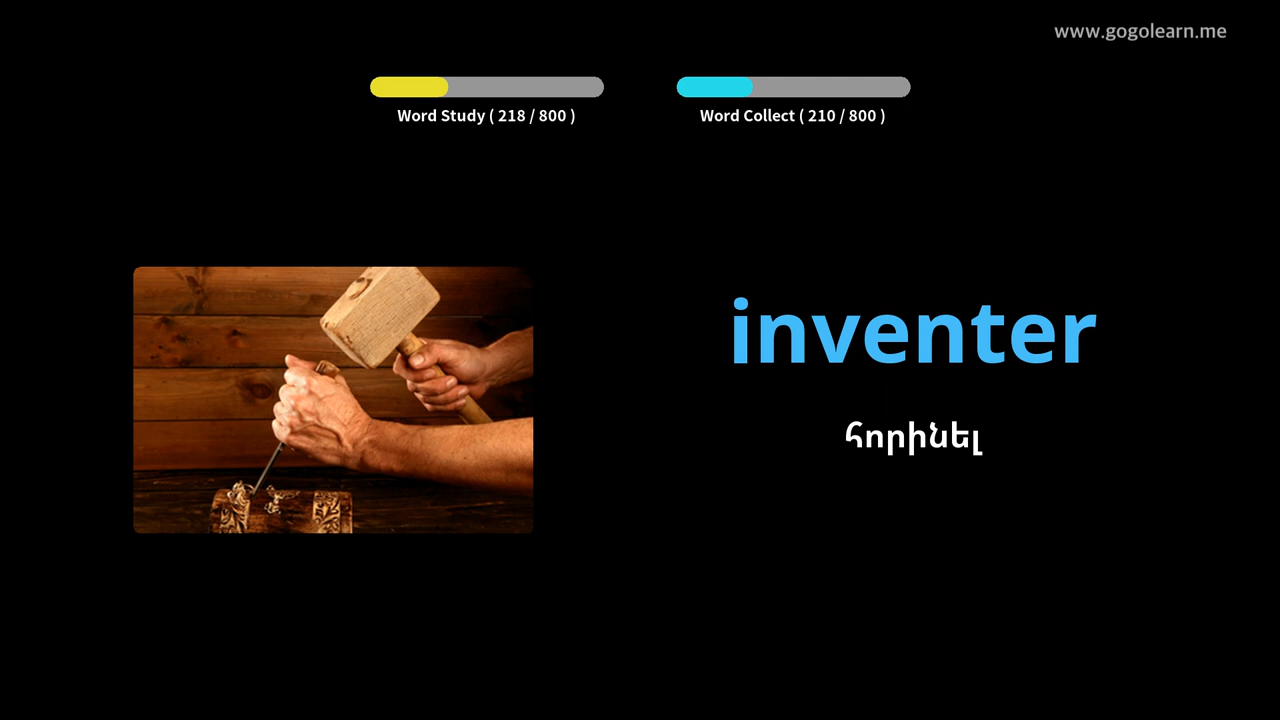 www.gogolearn.me
Word Study ( 218 / 800 )
Word Collect ( 210 / 800 )
inventer
հորինել